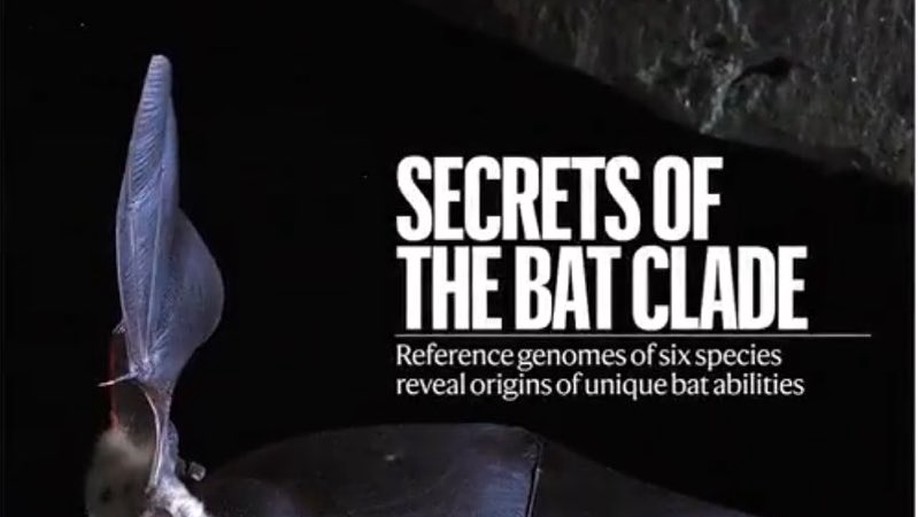 SECRETS OF
THE BAT CLADE
Reference genomes of six species
reveal origins of unique bat abilities